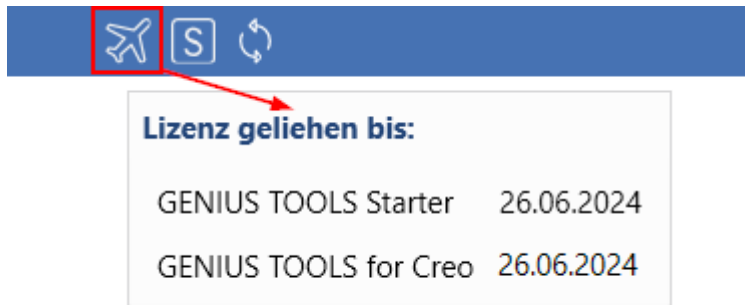 S
Lizenz geliehen bis:
GENIUS TOOLS Starter 26.06.2024
GENIUS TOOLS for Creo 26.06.2024